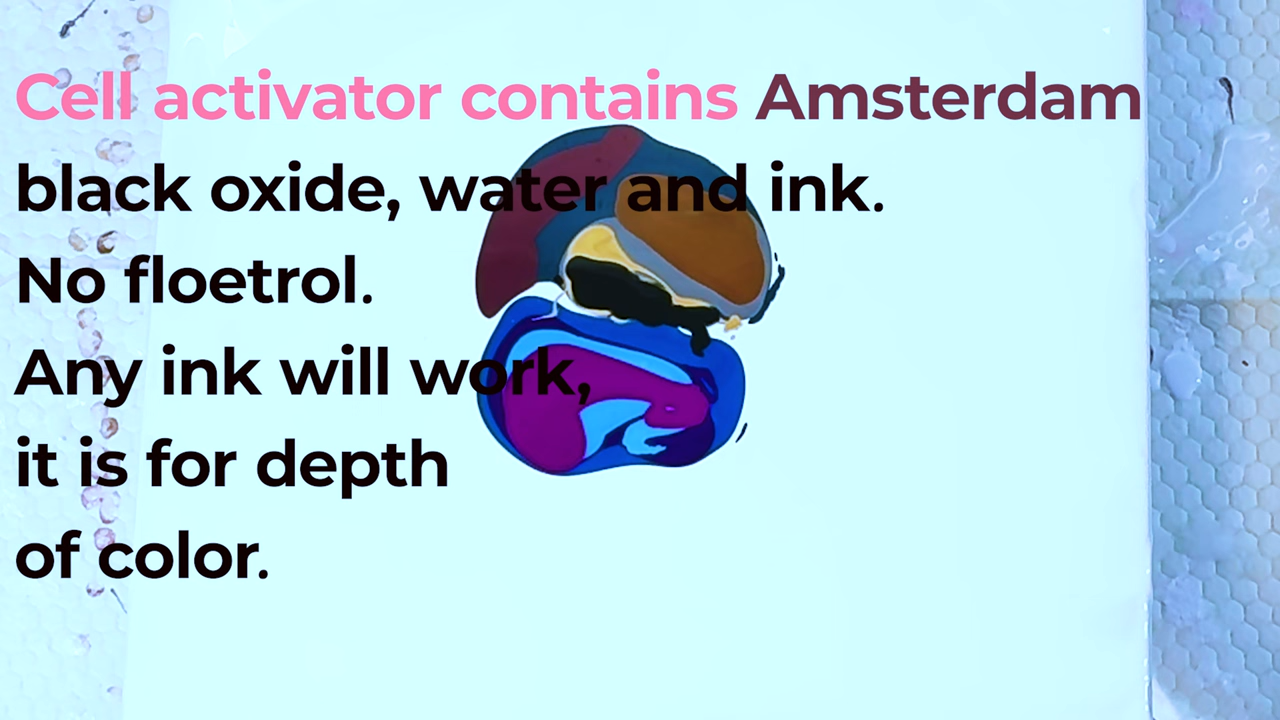 Cell activator contains Amsterdam
black oxide, water and ink.
No floetrol.
Any ink will work,
it is for depth
of color.